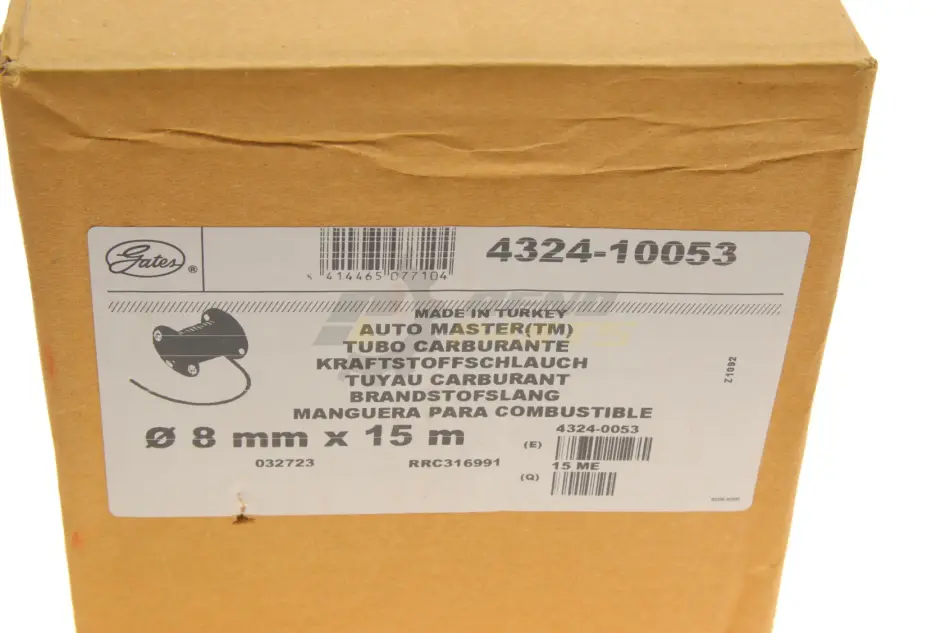 Gates ®
4324-10053
5 414465 077104
MADE IN TURKEY
AUTO MASTER(TM)
TUBO CARBURANTE
KRAFTSTOFFSCHLAUCH
TUYAU CARBURANT
BRANDSTOFSLANG
MANGUERA PARA COMBUSTIBLE
Z1092
Ø 8 mm x 15 m
(E) 4324-0053
032723 RRC316991
(Q) 15 ME